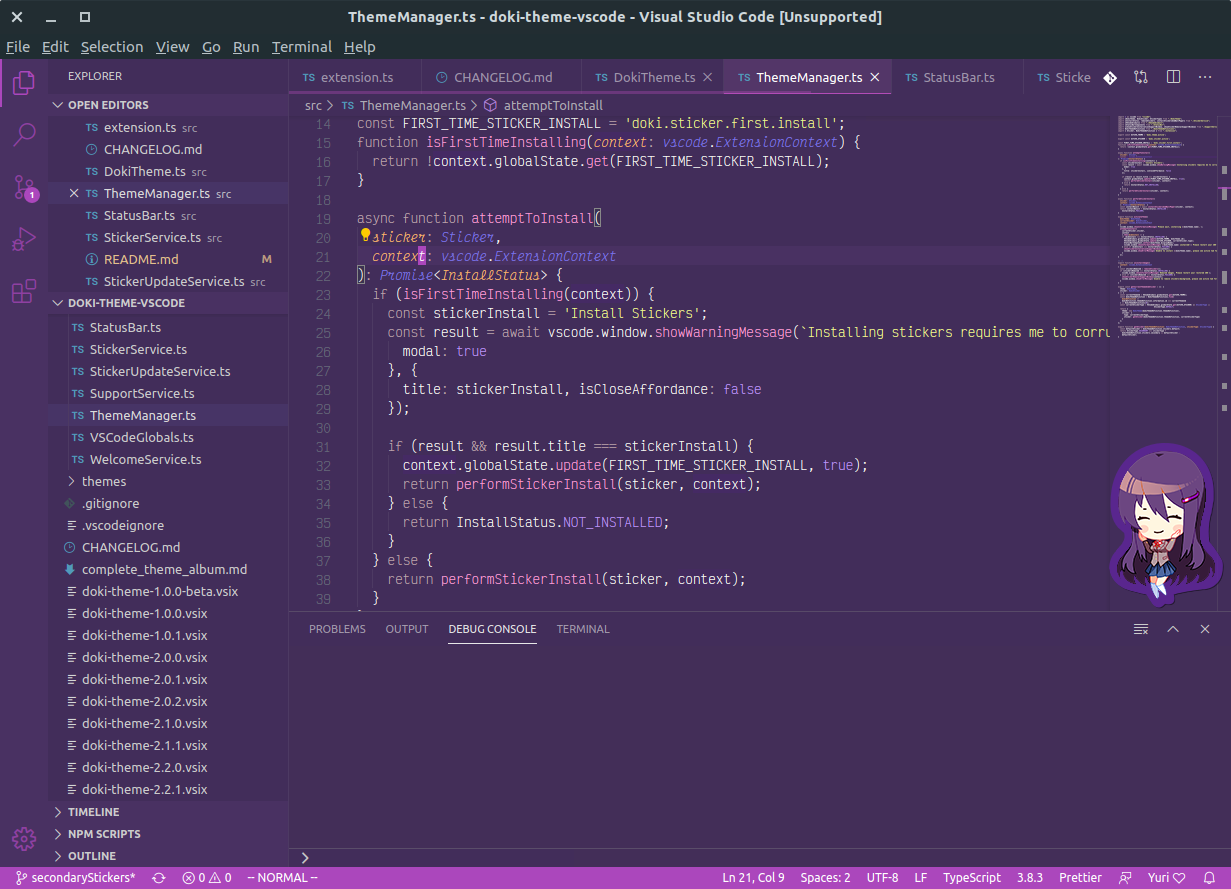 ThemeManager.ts - doki-theme-vscode - Visual Studio Code [Unsupported]
File Edit Selection View Go Run Terminal Help
EXPLORER
OPEN EDITORS
TS extension.ts src
CHANGELOG.md
TS DokiTheme.ts src
TS ThemeManager.ts src
TS StatusBar.ts src
TS StickerService.ts src
README.md M
TS StickerUpdateService.ts src
1
DOKI-THEME-VSCODE
TS StatusBar.ts
TS StickerService.ts
TS StickerUpdateService.ts
TS SupportService.ts
TS ThemeManager.ts
TS VSCodeGlobals.ts
TS WelcomeService.ts
themes
.gitignore
.vscodeignore
CHANGELOG.md
complete_theme_album.md
doki-theme-1.0.0-beta.vsix
doki-theme-1.0.0.vsix
doki-theme-1.0.1.vsix
doki-theme-2.0.0.vsix
doki-theme-2.0.1.vsix
doki-theme-2.0.2.vsix
doki-theme-2.1.0.vsix
doki-theme-2.1.1.vsix
doki-theme-2.2.0.vsix
doki-theme-2.2.1.vsix
TIMELINE
NPM SCRIPTS
OUTLINE
TS extension.ts CHANGELOG.md TS DokiTheme.ts TS ThemeManager.ts TS StatusBar.ts TS Sticke
src > TS ThemeManager.ts > attemptToInstall
14 const FIRST_TIME_STICKER_INSTALL = 'doki.sticker.first.install';
15 function isFirstTimeInstalling(context: vscode.ExtensionContext) {
16 return !context.globalState.get(FIRST_TIME_STICKER_INSTALL);
17 }
18
19 async function attemptToInstall(
20 sticker: Sticker,
21 context: vscode.ExtensionContext
22 ): Promise<InstallStatus> {
23 if (isFirstTimeInstalling(context)) {
24 const stickerInstall = 'Install Stickers';
25 const result = await vscode.window.showWarningMessage(`Installing stickers requires me to corru
26 modal: true
27 }, {
28 title: stickerInstall, isCloseAffordance: false
29 });
30
31 if (result && result.title === stickerInstall) {
32 context.globalState.update(FIRST_TIME_STICKER_INSTALL, true);
33 return performStickerInstall(sticker, context);
34 } else {
35 return InstallStatus.NOT_INSTALLED;
36 }
37 } else {
38 return performStickerInstall(sticker, context);
39 }
PROBLEMS OUTPUT DEBUG CONSOLE TERMINAL
secondaryStickers* 0 0 -- NORMAL -- Ln 21, Col 9 Spaces: 2 UTF-8 LF TypeScript 3.8.3 Prettier Yuri♡